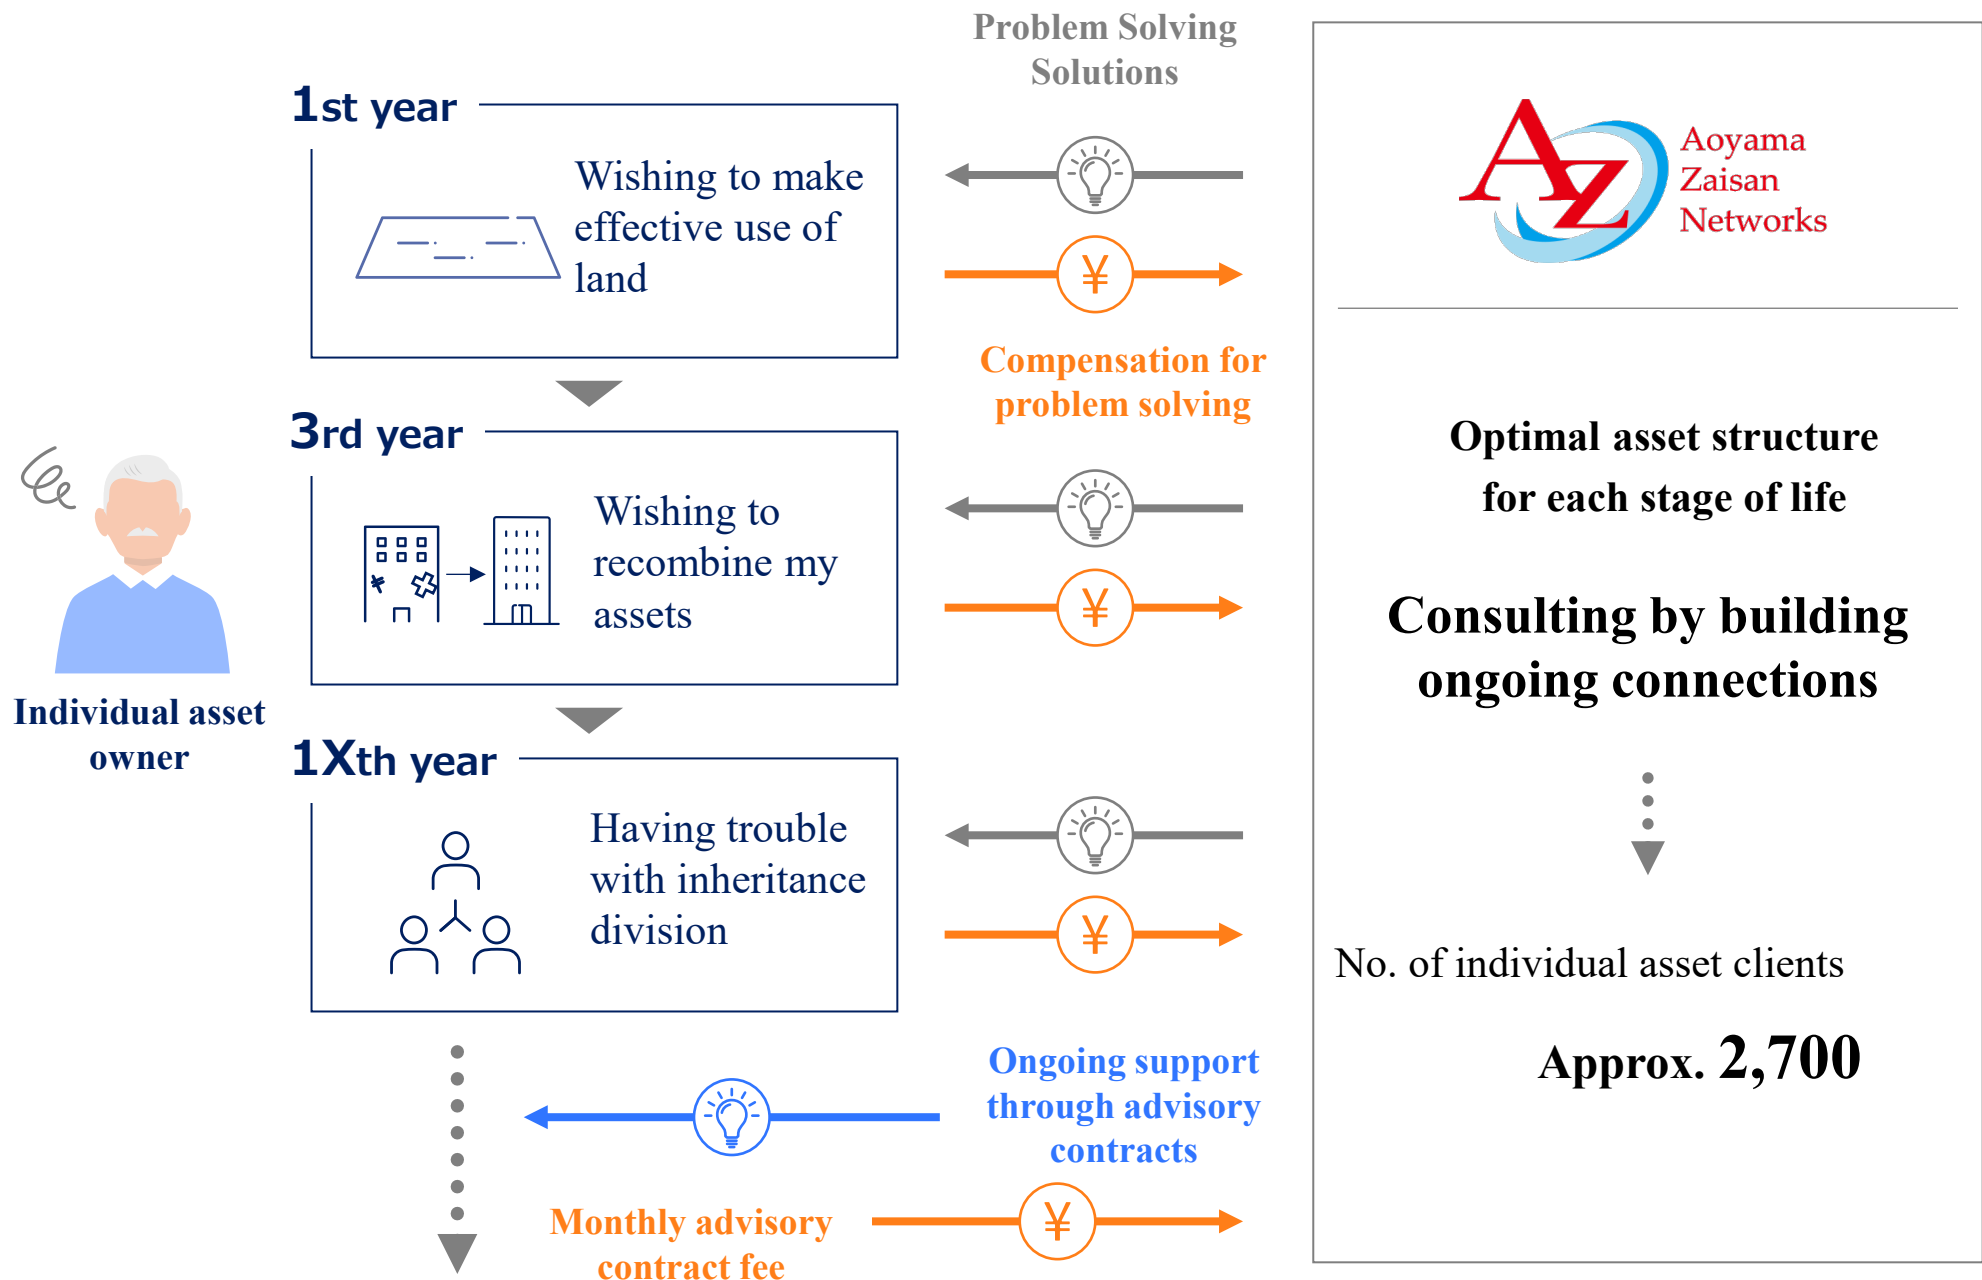 Problem Solving
Solutions
1st year
Wishing to make
effective use of
land
¥
Compensation for
problem solving
3rd year
Wishing to
recombine my
assets
¥
Individual asset
owner
1Xth year
Having trouble
with inheritance
division
¥
Ongoing support
through advisory
contracts
Monthly advisory
contract fee
¥
AZ
Aoyama
Zaisan
Networks
Optimal asset structure
for each stage of life
Consulting by building
ongoing connections
No. of individual asset clients
Approx. 2,700